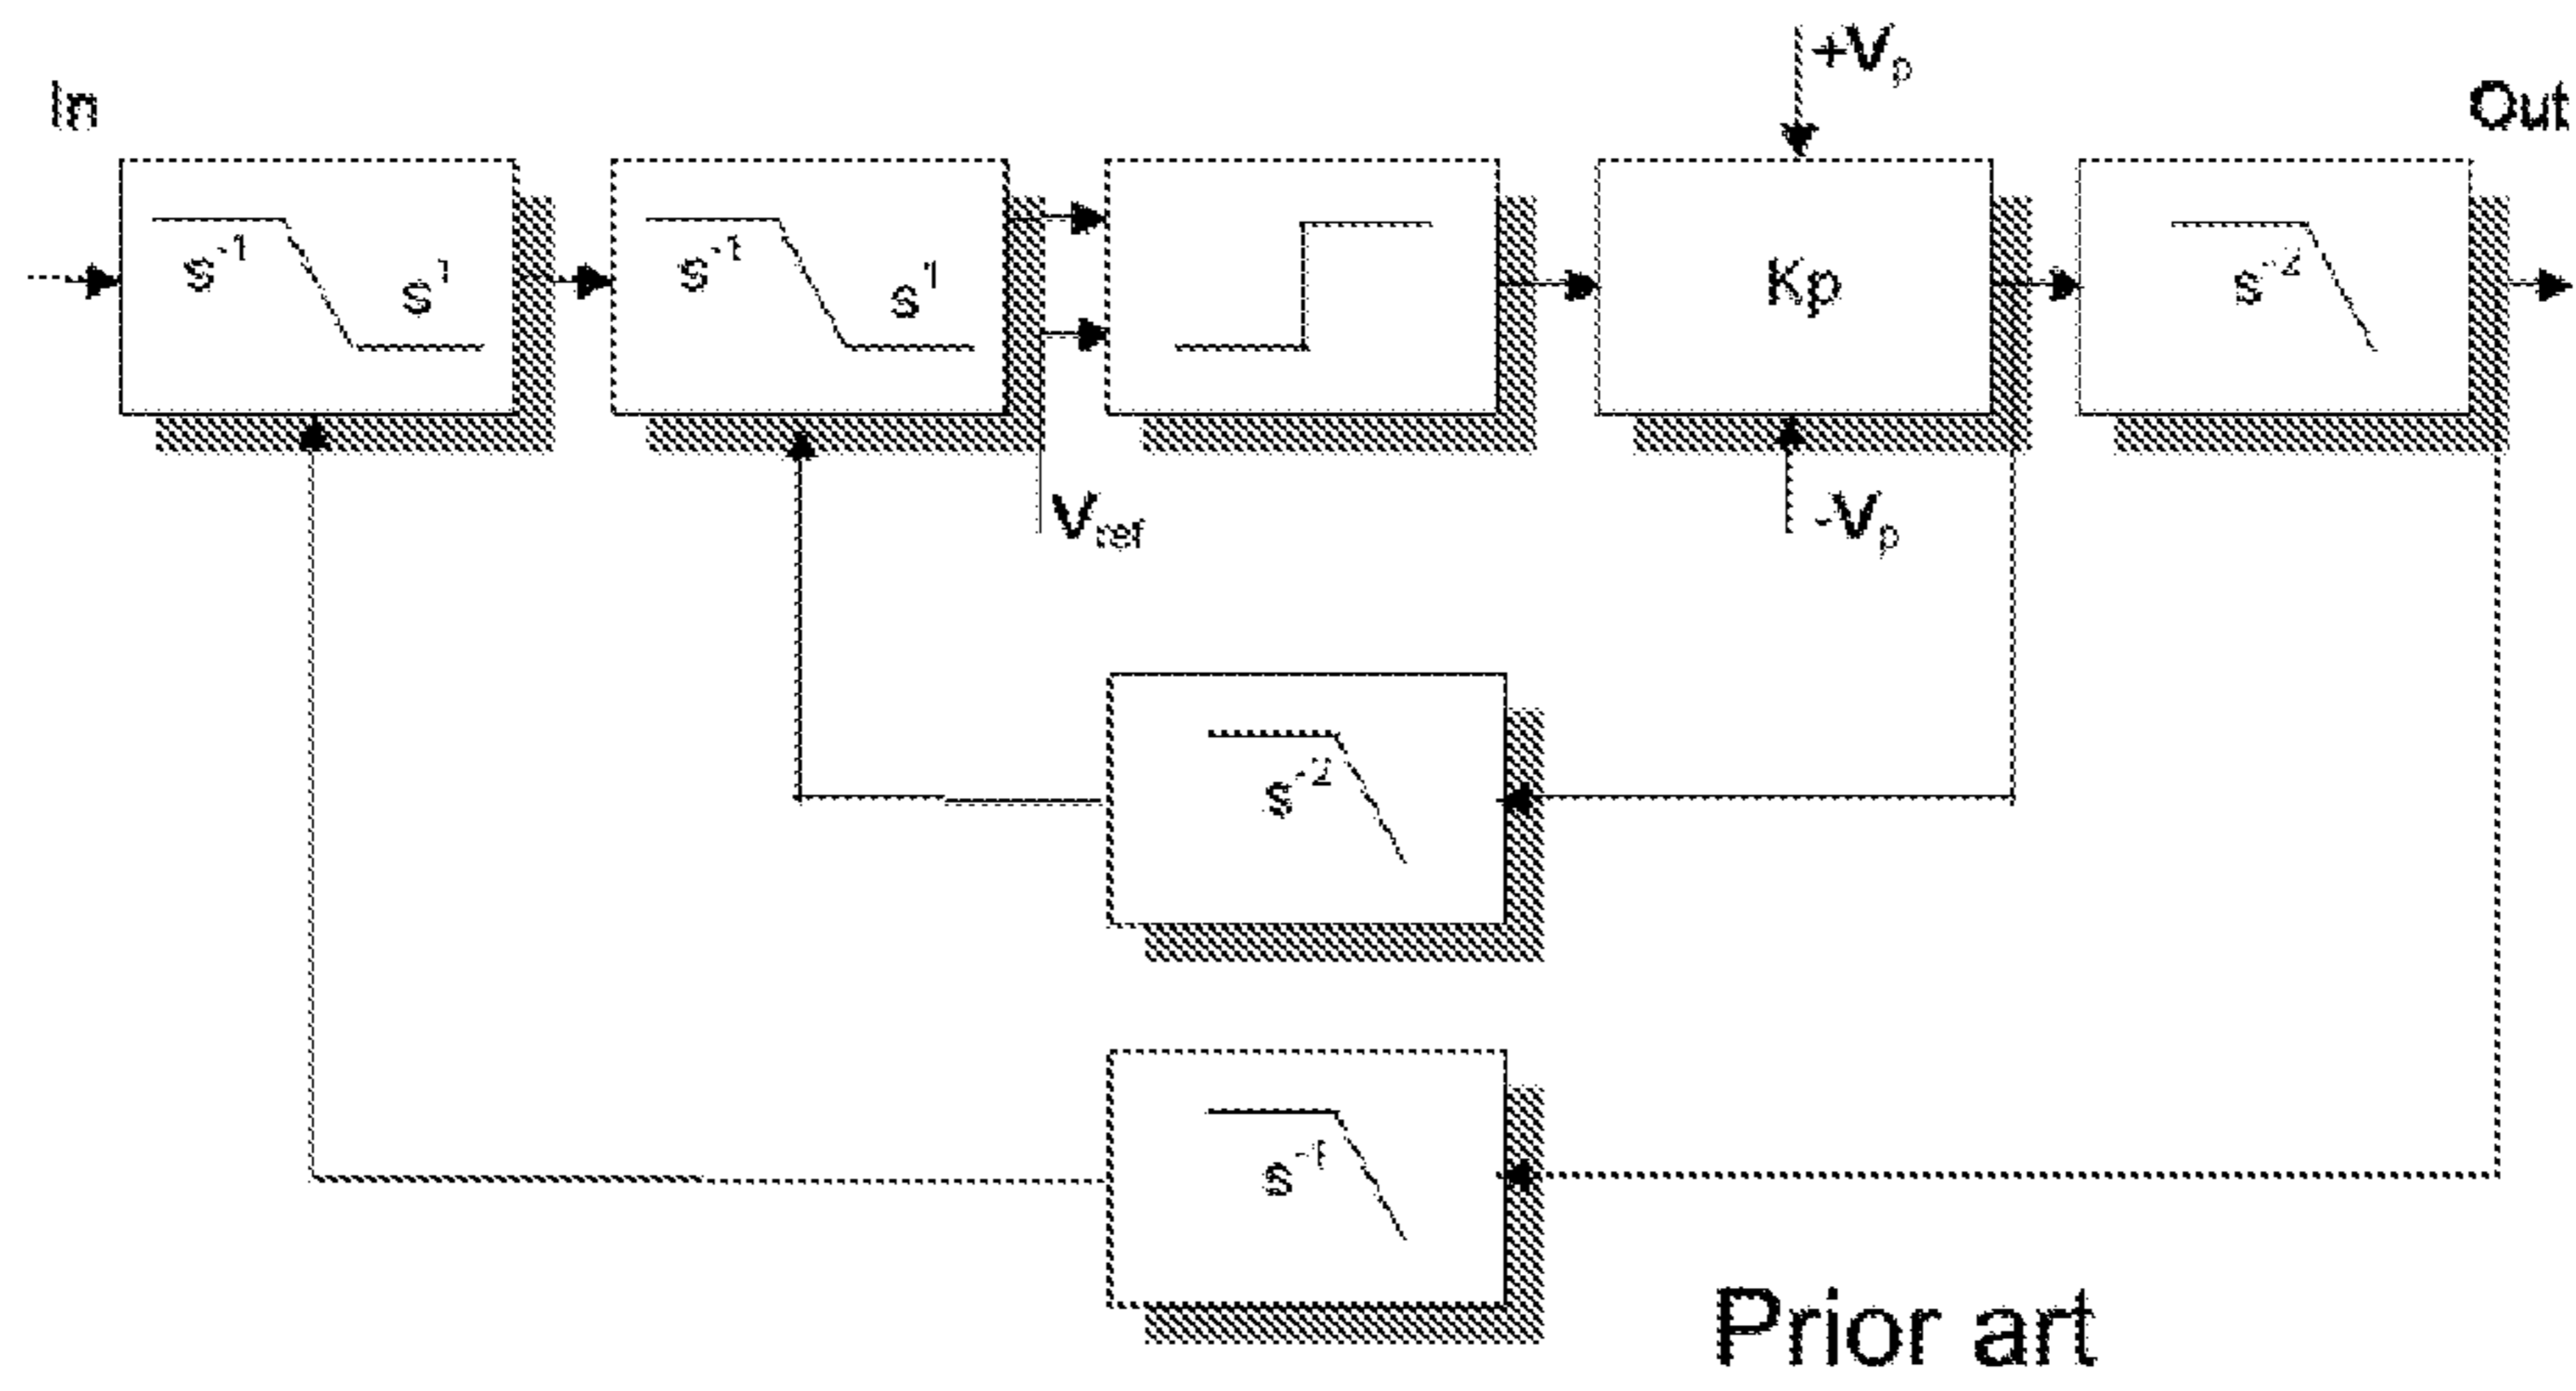 In
+Vp
Out
s-1 s1
s-1 s1
Kp
s-2
Vref
-Vp
s-2
s-1
Prior art